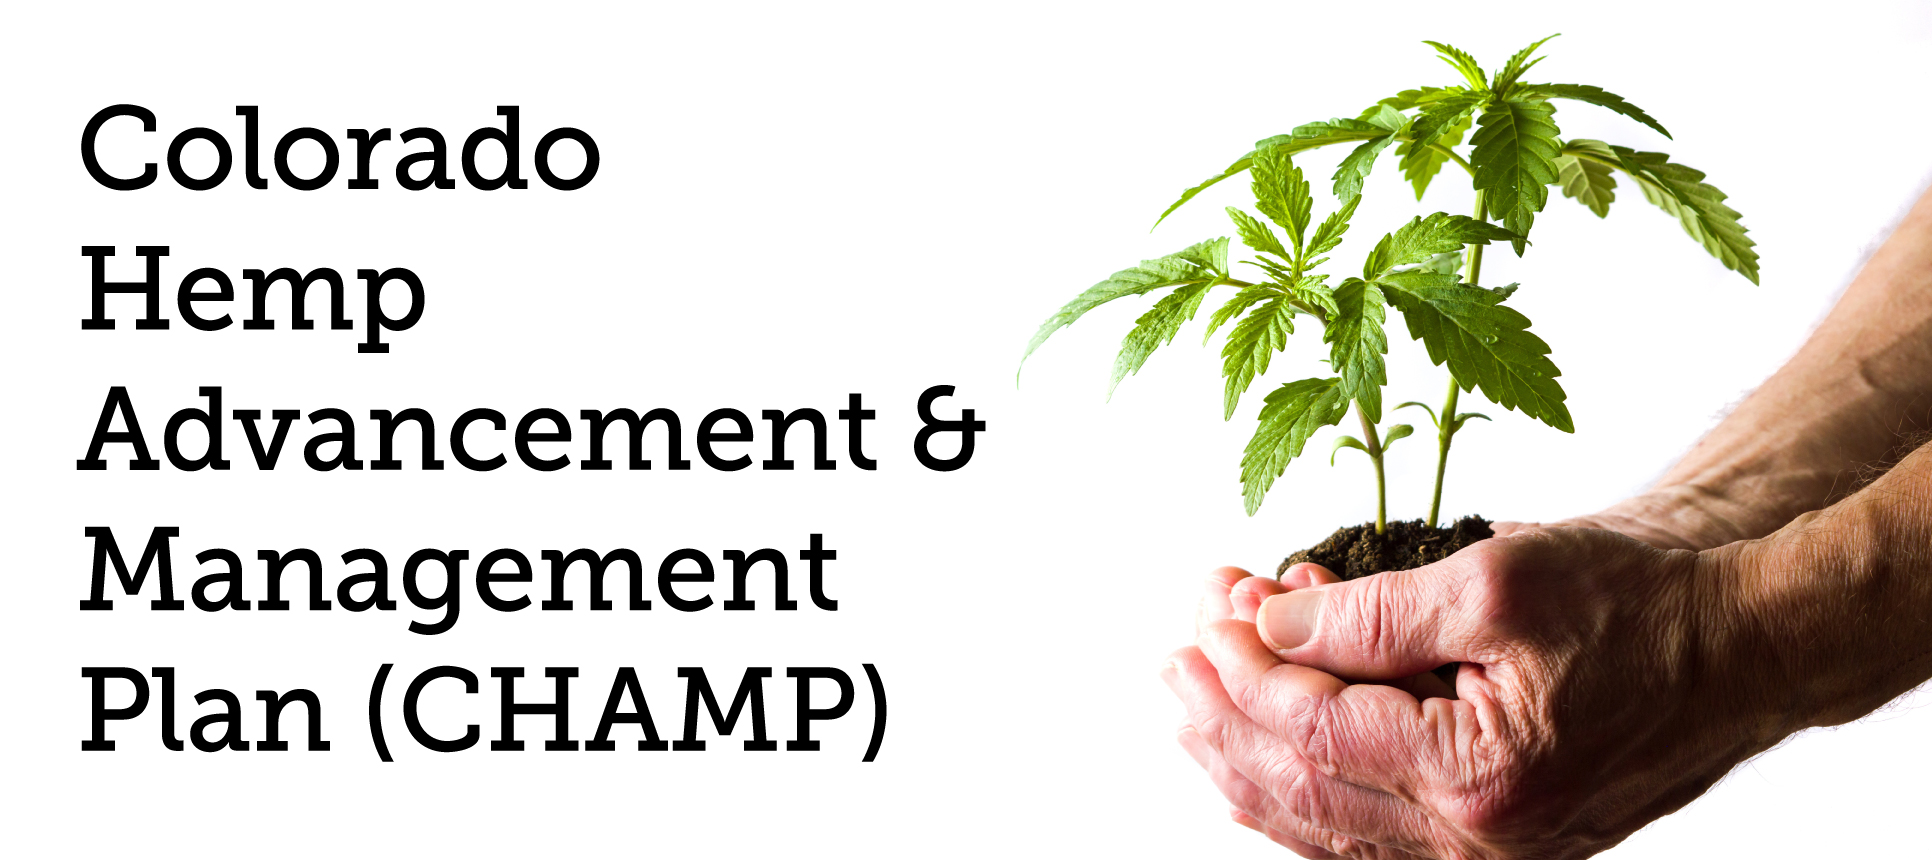 Colorado
Hemp
Advancement &
Management
Plan (CHAMP)